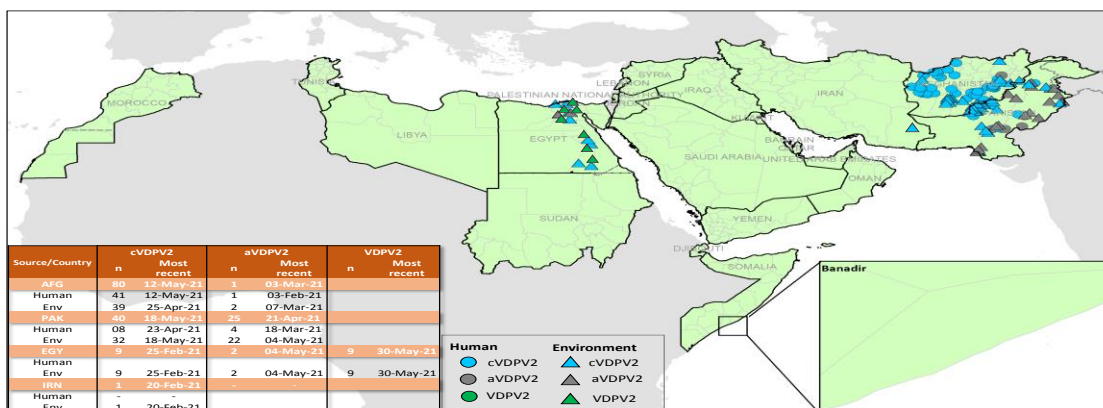 MOROCCO
TUNISIA
LIBYA
EGYPT
SUDAN
PALESTINIAN NATIONAL AUTHORITY
LEBANON
SYRIA
JORDAN
IRAQ
IRAN
KUWAIT
BAHRAIN
QATAR
SAUDI ARABIA
UNITED ARAB EMIRATES
OMAN
YEMEN
DJIBOUTI
SOMALIA
Source/Country cVDPV2 aVDPV2 VDPV2
n Most recent n Most recent n Most recent
AFG 80 12-May-21 1 03-Mar-21
Human 41 12-May-21 1 03-Feb-21
Env 39 25-Apr-21 2 07-Mar-21
PAK 40 18-May-21 25 21-Apr-21
Human 08 23-Apr-21 4 18-Mar-21
Env 32 18-May-21 22 04-May-21
EGY 9 25-Feb-21 2 04-May-21 9 30-May-21
Human
Env 9 25-Feb-21 2 04-May-21 9 30-May-21
IRN 1 20-Feb-21 - -
Human - -
Env 1 20-Feb-21
Human Environment
cVDPV2 cVDPV2
aVDPV2 aVDPV2
VDPV2 VDPV2
Banadir